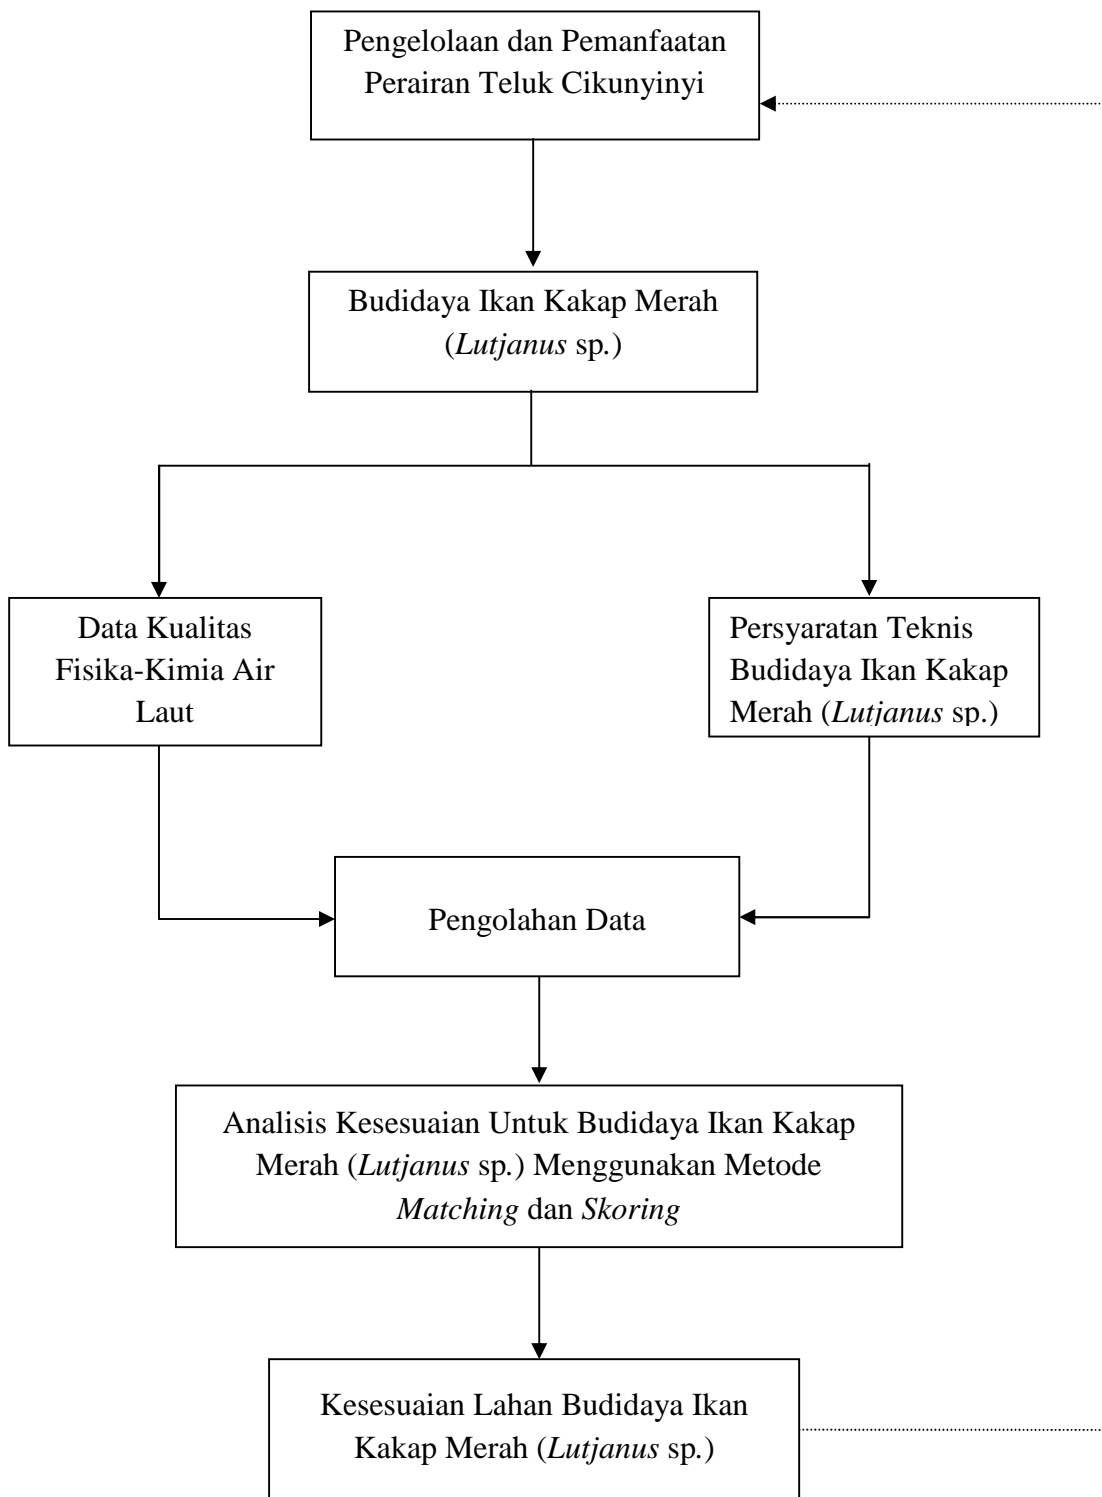 Pengelolaan dan Pemanfaatan
Perairan Teluk Cikunyinyi
Budidaya Ikan Kakap Merah
(Lutjanus sp.)
Data Kualitas
Fisika-Kimia Air
Laut
Persyaratan Teknis
Budidaya Ikan Kakap
Merah (Lutjanus sp.)
Pengolahan Data
Analisis Kesesuaian Untuk Budidaya Ikan Kakap
Merah (Lutjanus sp.) Menggunakan Metode
Matching dan Skoring
Kesesuaian Lahan Budidaya Ikan
Kakap Merah (Lutjanus sp.)